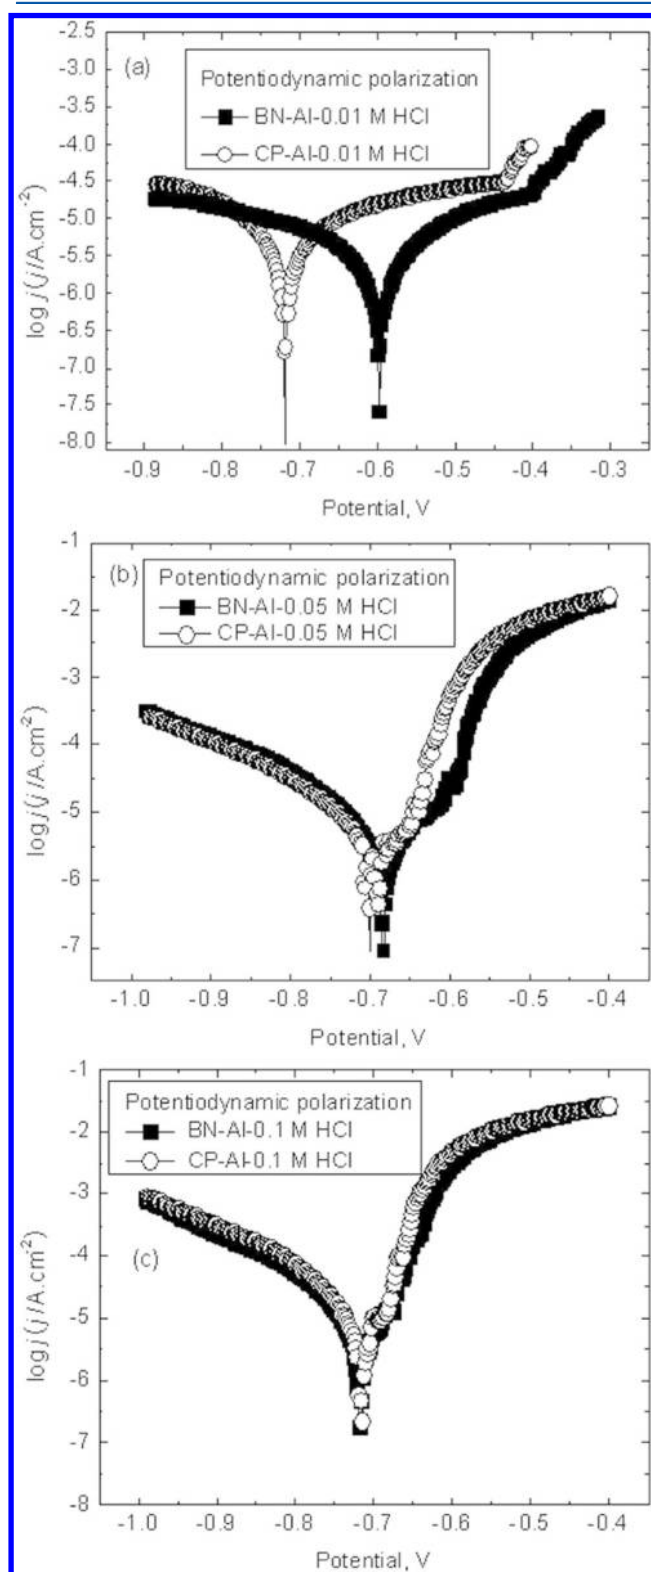 (a)
Potentiodynamic polarization
BN-Al-0.01 M HCl
CP-Al-0.01 M HCl
log j (j/A.cm-2)
-2.5
-3.0
-3.5
-4.0
-4.5
-5.0
-5.5
-6.0
-6.5
-7.0
-7.5
-8.0
-0.9 -0.8 -0.7 -0.6 -0.5 -0.4 -0.3
Potential, V
(b)
Potentiodynamic polarization
BN-Al-0.05 M HCl
CP-Al-0.05 M HCl
log j (j/A.cm2)
-1
-2
-3
-4
-5
-6
-7
-1.0 -0.9 -0.8 -0.7 -0.6 -0.5 -0.4
Potential, V
Potentiodynamic polarization
BN-Al-0.1 M HCl
CP-Al-0.1 M HCl
(c)
log j (j/A.cm-2)
-1
-2
-3
-4
-5
-6
-7
-8
-1.0 -0.9 -0.8 -0.7 -0.6 -0.5 -0.4
Potential, V